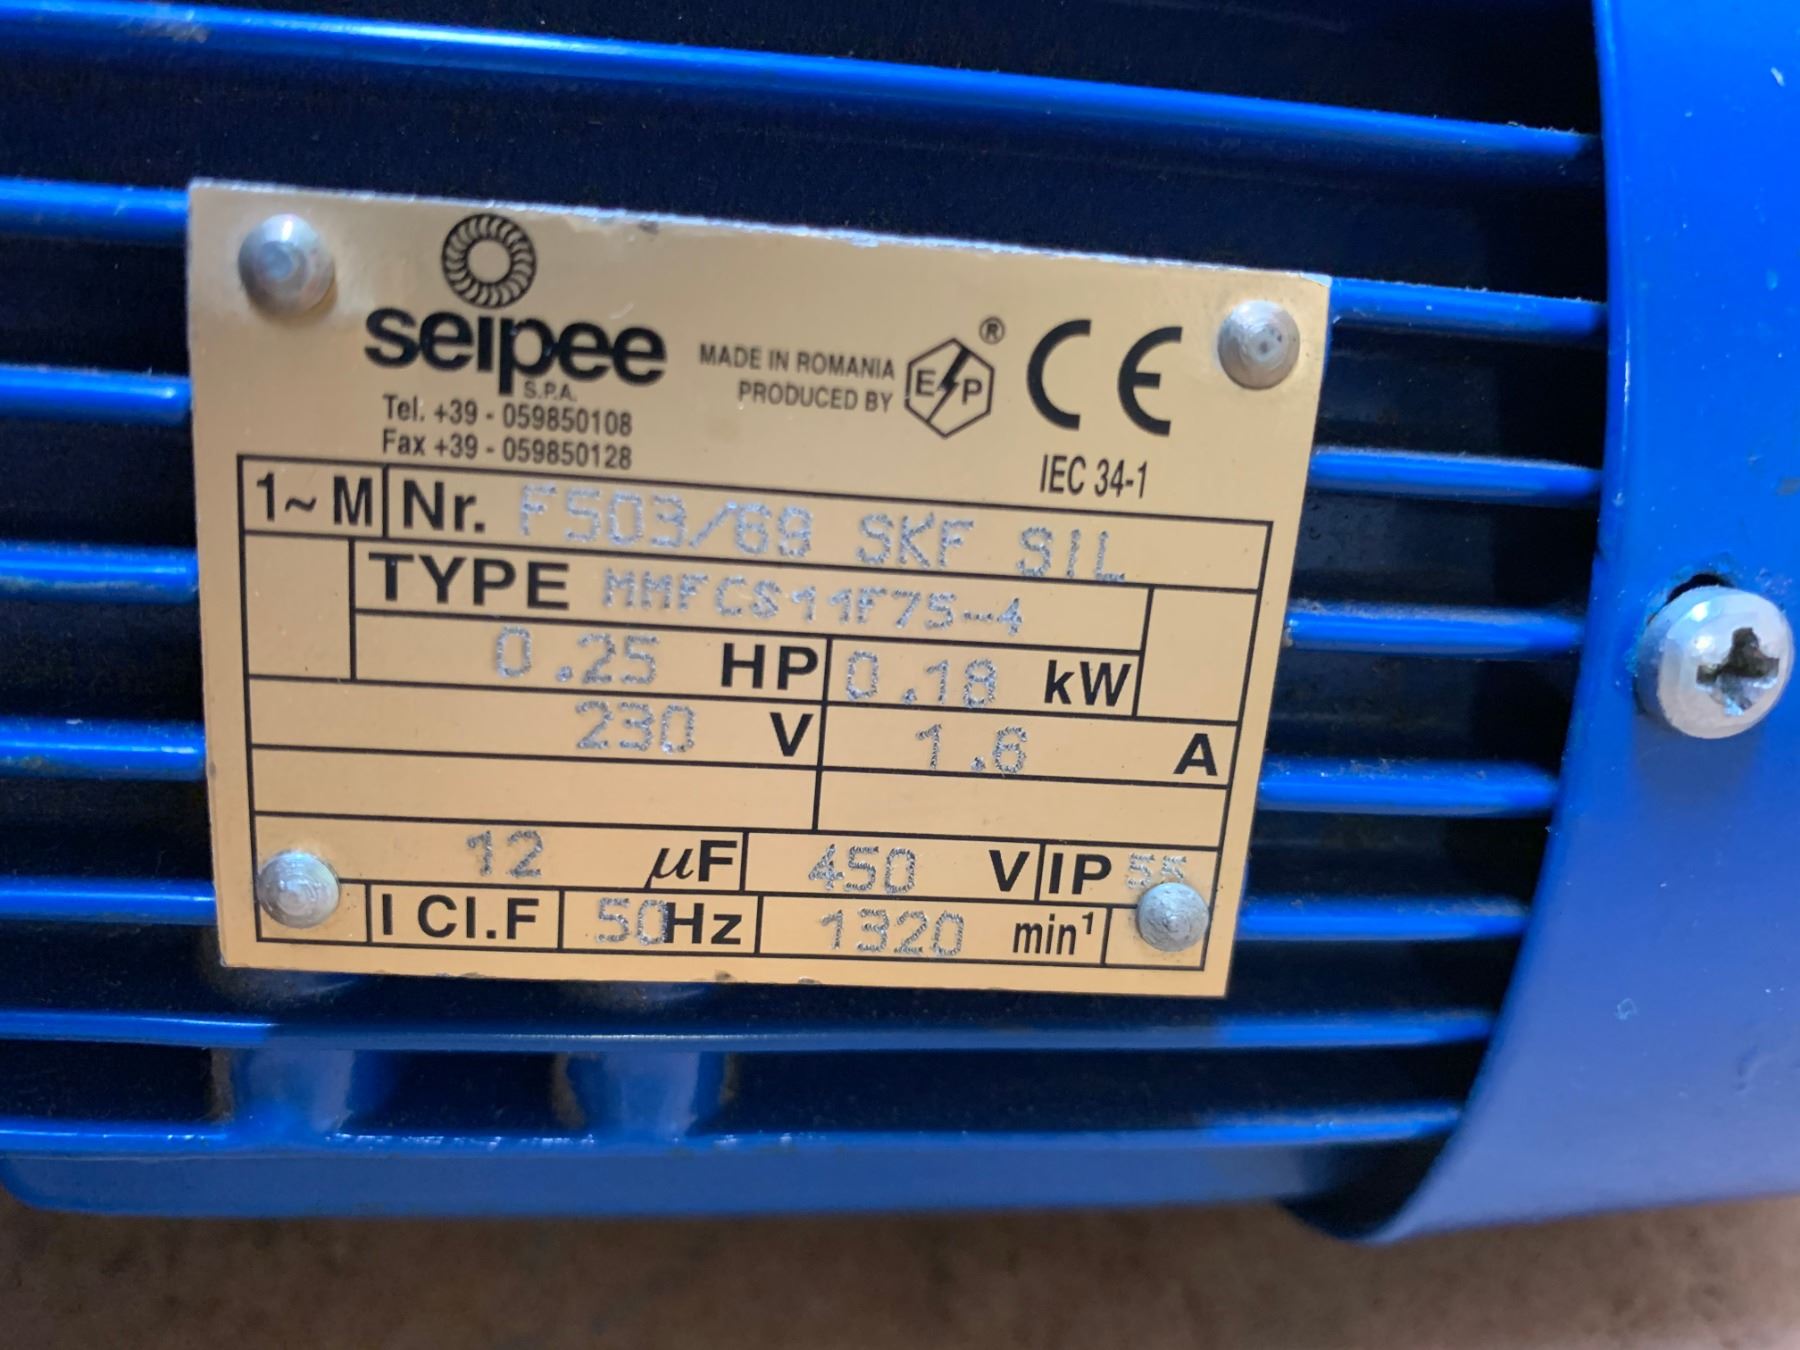 seipee
S.P.A.
Tel. +39 - 059850108
Fax +39 - 059850128
MADE IN ROMANIA
PRODUCED BY
E P ®
CE
IEC 34-1
1~ M Nr. F503/69 SKF SIL
TYPE MMFCS11F75-4
0.25 HP 0.18 kW
230 V 1.6 A
12 µF 450 V IP 55
I Cl.F 50Hz 1320 min¹